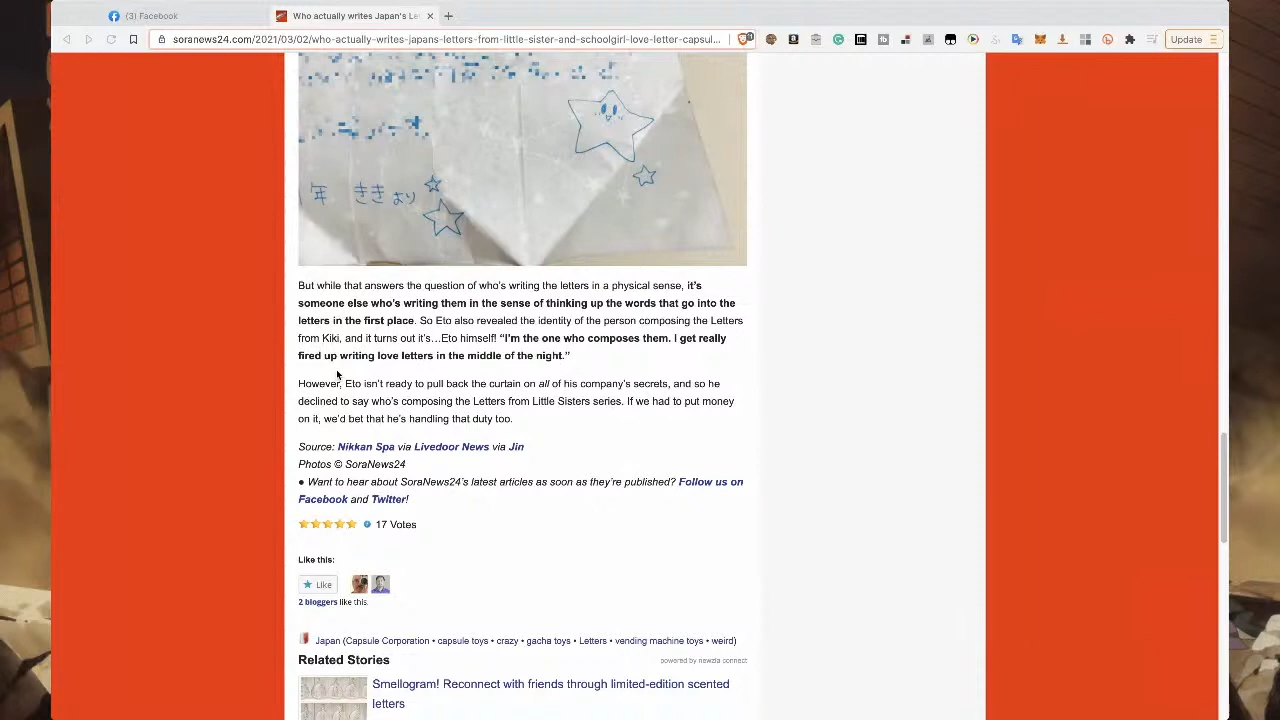 (3) Facebook
Who actually writes Japan's Let
soranews24.com/2021/03/02/who-actually-writes-japans-letters-from-little-sister-and-schoolgirl-love-letter-capsul...
Update
年 ききより
But while that answers the question of who's writing the letters in a physical sense, it's
someone else who's writing them in the sense of thinking up the words that go into the
letters in the first place. So Eto also revealed the identity of the person composing the Letters
from Kiki, and it turns out it's…Eto himself! “I'm the one who composes them. I get really
fired up writing love letters in the middle of the night.”
However, Eto isn't ready to pull back the curtain on all of his company's secrets, and so he
declined to say who's composing the Letters from Little Sisters series. If we had to put money
on it, we'd bet that he's handling that duty too.
Source: Nikkan Spa via Livedoor News via Jin
Photos © SoraNews24
● Want to hear about SoraNews24's latest articles as soon as they're published? Follow us on
Facebook and Twitter!
17 Votes
Like this:
Like
2 bloggers like this.
Japan (Capsule Corporation • capsule toys • crazy • gacha toys • Letters • vending machine toys • weird)
Related Stories
powered by newzia connect
Smellogram! Reconnect with friends through limited-edition scented
letters